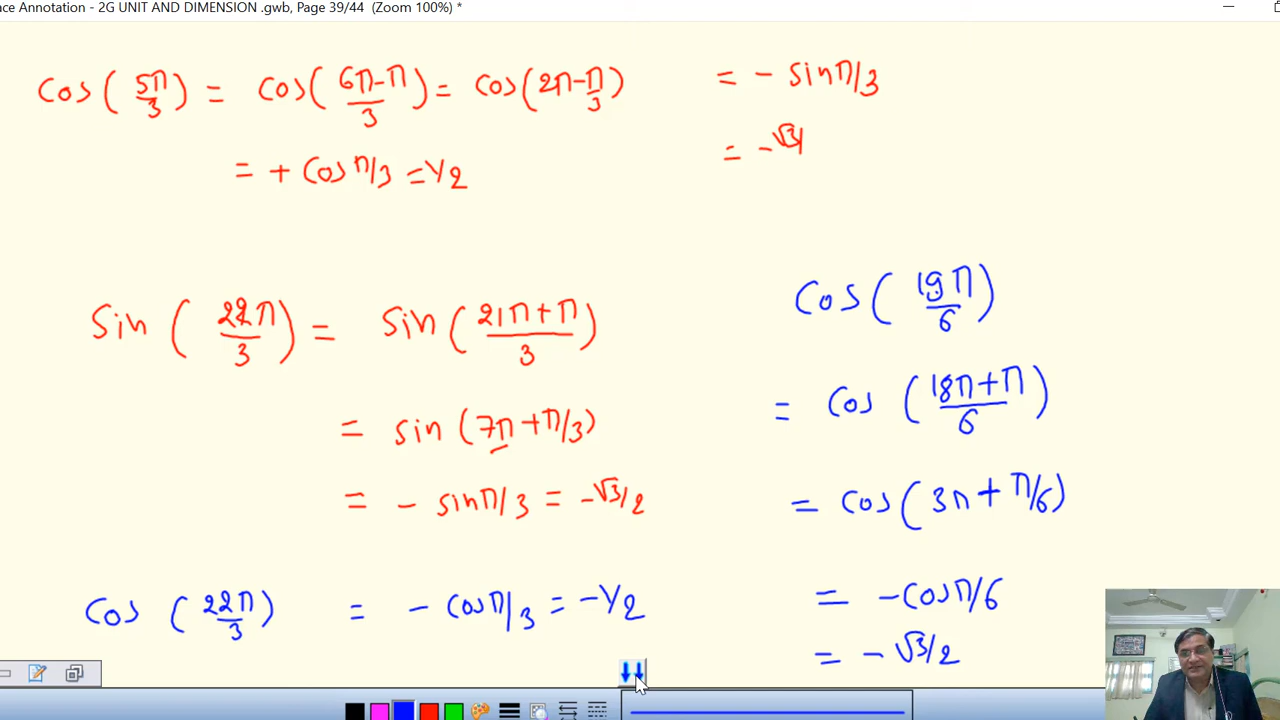 ce Annotation - 2G UNIT AND DIMENSION .gwb, Page 39/44 (Zoom 100%) *
Cos(5π/3) = Cos((6π-π)/3) = Cos(2π-π/3)
= + Cosπ/3 = 1/2
= - sinπ/3
= -√3/
Sin (22π/3) = Sin ((21π+π)/3)
= Sin (7π+π/3)
= - sinπ/3 = -√3/2
Cos (22π/3) = - Cosπ/3 = -1/2
Cos(19π/6)
= Cos ((18π+π)/6)
= Cos(3π+π/6)
= -Cosπ/6
= -√3/2